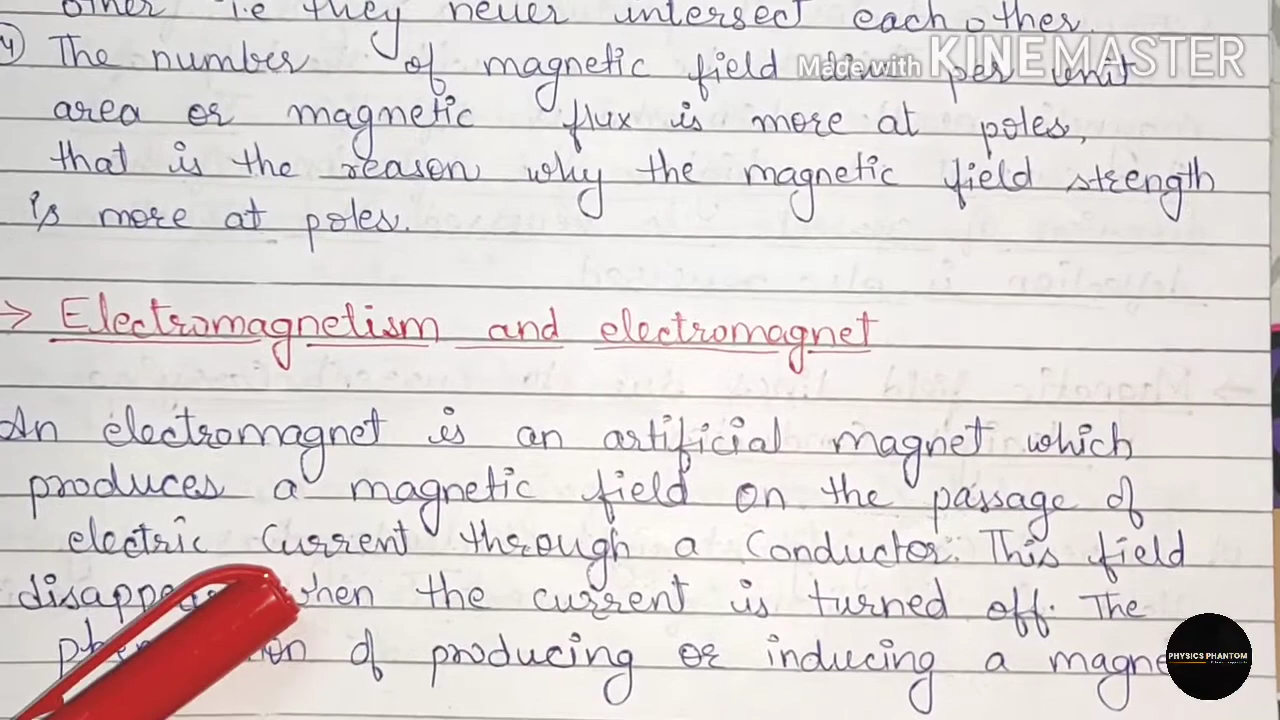 other i.e they never intersect each other.
4) The number of magnetic field per unit
Made with KINEMASTER
area or magnetic flux is more at poles,
that is the reason why the magnetic field strength
is more at poles.
→ Electromagnetism and electromagnet
An electromagnet is an artificial magnet which
produces a magnetic field on the passage of
electric current through a conductor. This field
when the current is turned off. The
of producing or inducing a magne
PHYSICS PHANTOM